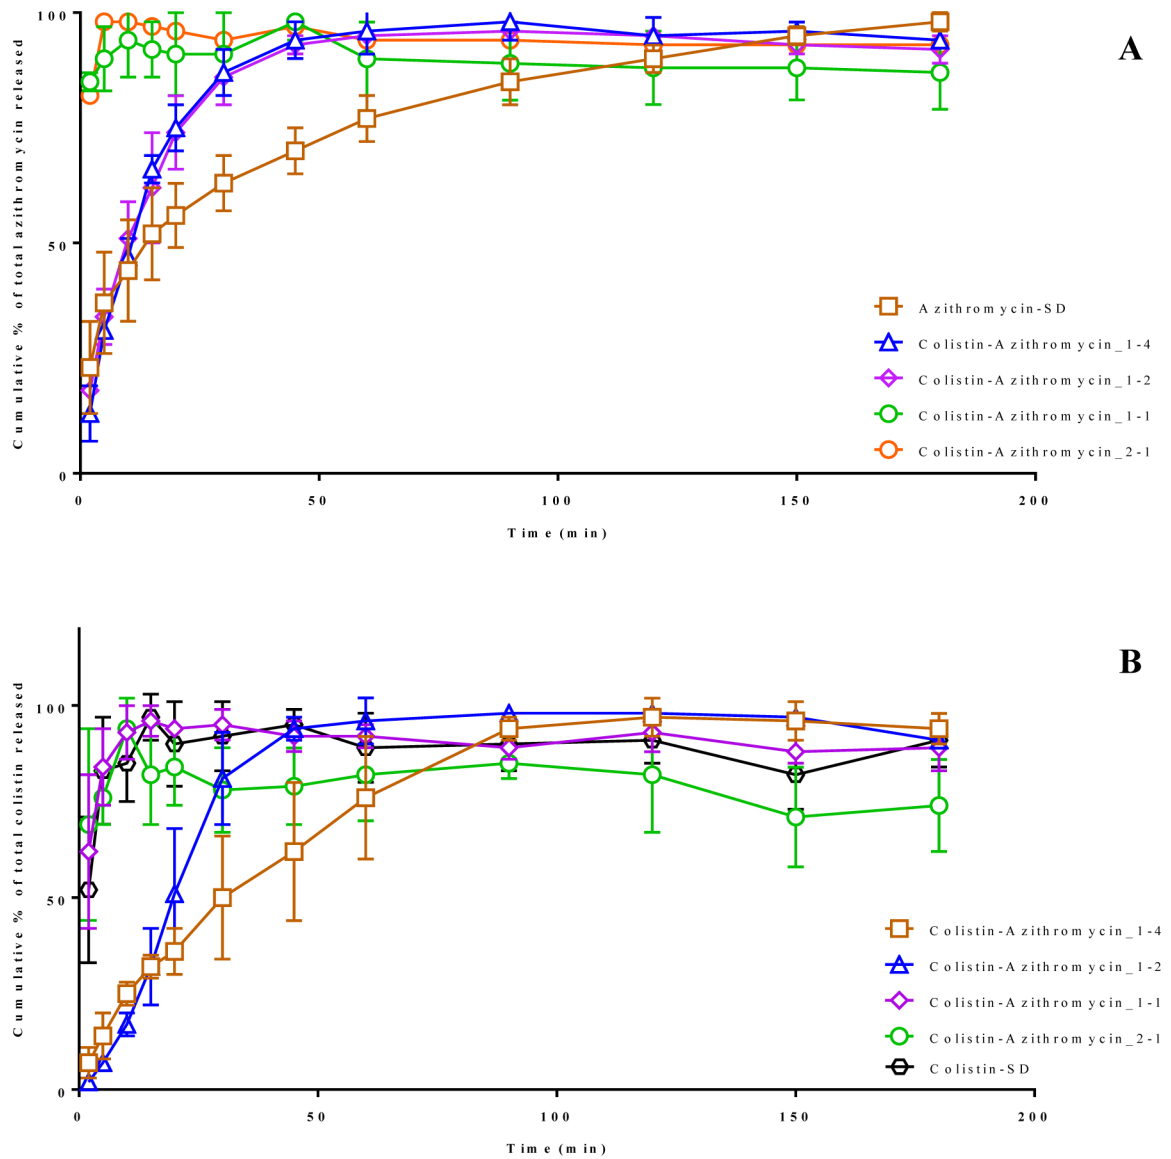 A
Cumulative % of total azithromycin released
100
50
0
Azithromycin-SD
Colistin-Azithromycin_1-4
Colistin-Azithromycin_1-2
Colistin-Azithromycin_1-1
Colistin-Azithromycin_2-1
0 50 100 150 200
Time (min)
B
Cumulative % of total colistin released
100
50
0
Colistin-Azithromycin_1-4
Colistin-Azithromycin_1-2
Colistin-Azithromycin_1-1
Colistin-Azithromycin_2-1
Colistin-SD
0 50 100 150 200
Time (min)